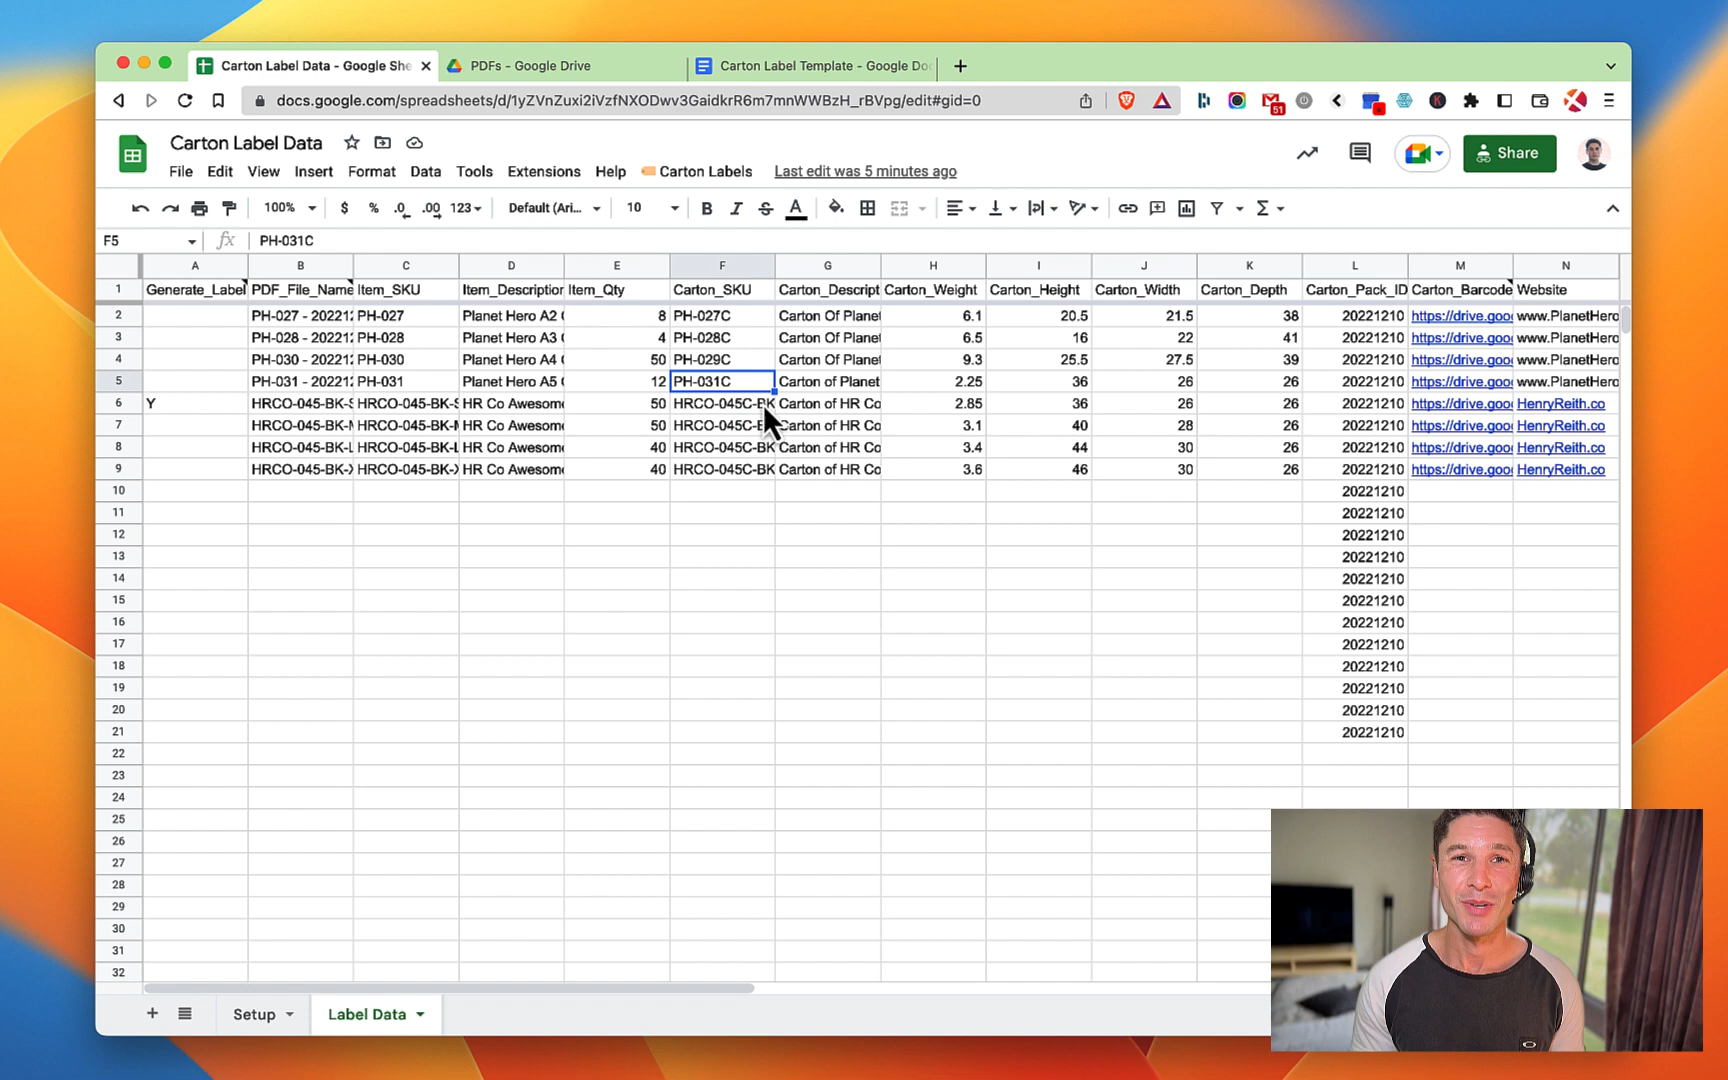 Carton Label Data - Google She
PDFs - Google Drive
Carton Label Template - Google Do
docs.google.com/spreadsheets/d/1yZVnZuxi2iVzfNXODwv3GaidkrR6m7mnWWBzH_rBVpg/edit#gid=0
51
K
Carton Label Data
File Edit View Insert Format Data Tools Extensions Help Carton Labels Last edit was 5 minutes ago
Share
100% $ % .0 .00 123 Default (Ari... 10 B I S A
F5 fx PH-031C
A B C D E F G H I J K L M N
1 Generate_Label PDF_File_Name Item_SKU Item_Description Item_Qty Carton_SKU Carton_Descript Carton_Weight Carton_Height Carton_Width Carton_Depth Carton_Pack_ID Carton_Barcode Website
2 PH-027 - 202212 PH-027 Planet Hero A2 8 PH-027C Carton Of Planet 6.1 20.5 21.5 38 20221210 https://drive.goo www.PlanetHero
3 PH-028 - 202212 PH-028 Planet Hero A3 4 PH-028C Carton Of Planet 6.5 16 22 41 20221210 https://drive.goo www.PlanetHero
4 PH-030 - 202212 PH-030 Planet Hero A4 50 PH-029C Carton Of Planet 9.3 25.5 27.5 39 20221210 https://drive.goo www.PlanetHero
5 PH-031 - 202212 PH-031 Planet Hero A5 12 PH-031C Carton of Planet 2.25 36 26 26 20221210 https://drive.goo www.PlanetHero
6 Y HRCO-045-BK-S HRCO-045-BK-S HR Co Awesome 50 HRCO-045C-BK Carton of HR Co 2.85 36 26 26 20221210 https://drive.goo HenryReith.co
7 HRCO-045-BK-M HRCO-045-BK-M HR Co Awesome 50 HRCO-045C-BK Carton of HR Co 3.1 40 28 26 20221210 https://drive.goo HenryReith.co
8 HRCO-045-BK-L HRCO-045-BK-L HR Co Awesome 40 HRCO-045C-BK Carton of HR Co 3.4 44 30 26 20221210 https://drive.goo HenryReith.co
9 HRCO-045-BK-X HRCO-045-BK-X HR Co Awesome 40 HRCO-045C-BK Carton of HR Co 3.6 46 30 26 20221210 https://drive.goo HenryReith.co
10 20221210
11 20221210
12 20221210
13 20221210
14 20221210
15 20221210
16 20221210
17 20221210
18 20221210
19 20221210
20 20221210
21 20221210
22
23
24
25
26
27
28
29
30
31
32
Setup Label Data